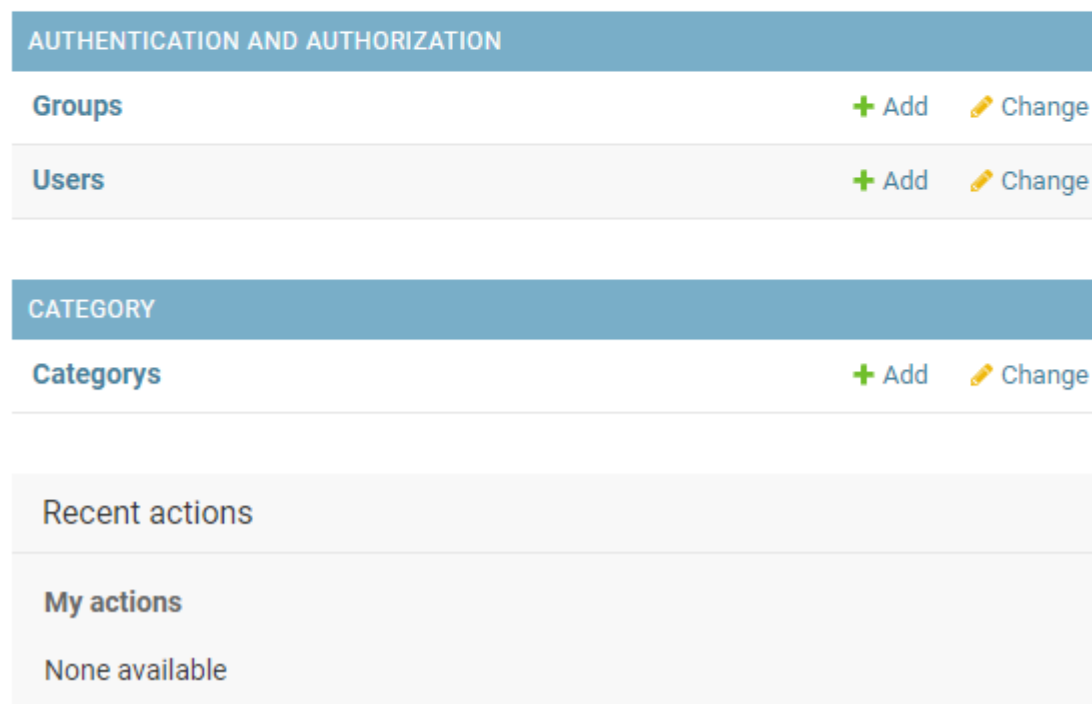 AUTHENTICATION AND AUTHORIZATION
Groups Add Change
Users Add Change
CATEGORY
Categorys Add Change
Recent actions
My actions
None available